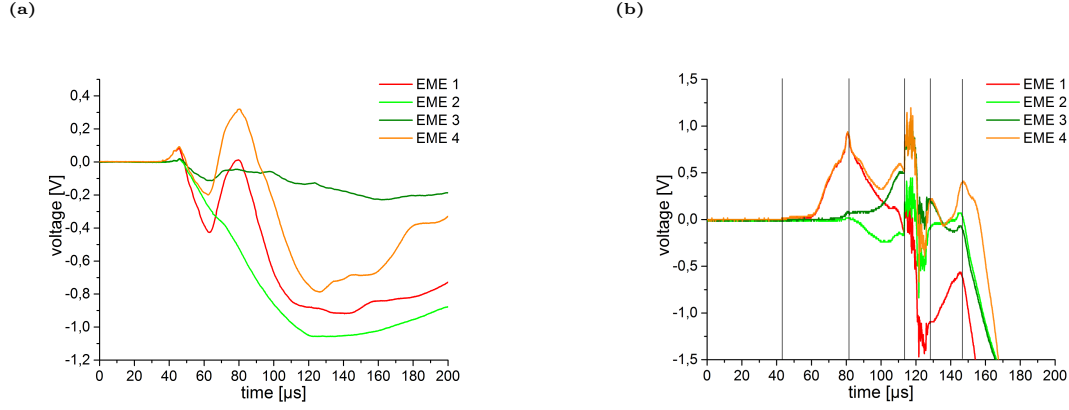 (a)
voltage [V]
0,4
0,2
0,0
-0,2
-0,4
-0,6
-0,8
-1,0
-1,2
EME 1
EME 2
EME 3
EME 4
0 20 40 60 80 100 120 140 160 180 200
time [µs]
(b)
voltage [V]
1,5
1,0
0,5
0,0
-0,5
-1,0
-1,5
EME 1
EME 2
EME 3
EME 4
0 20 40 60 80 100 120 140 160 180 200
time [µs]